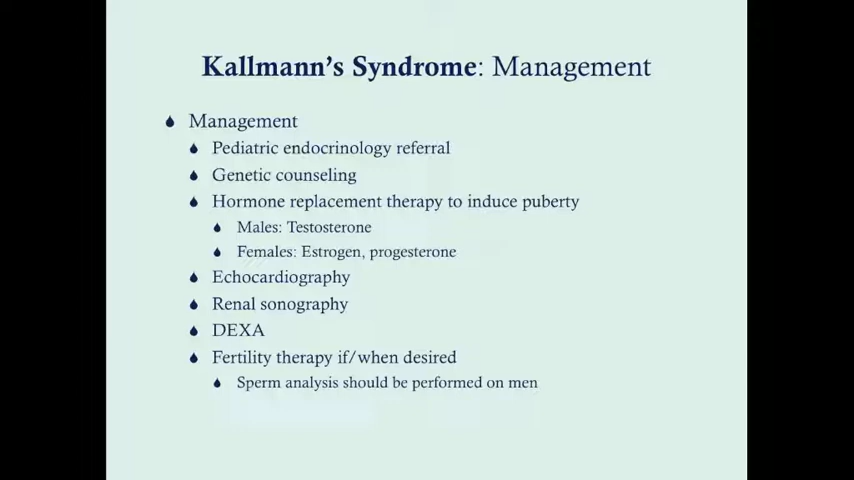 Kallmann's Syndrome: Management
Management
Pediatric endocrinology referral
Genetic counseling
Hormone replacement therapy to induce puberty
Males: Testosterone
Females: Estrogen, progesterone
Echocardiography
Renal sonography
DEXA
Fertility therapy if/when desired
Sperm analysis should be performed on men